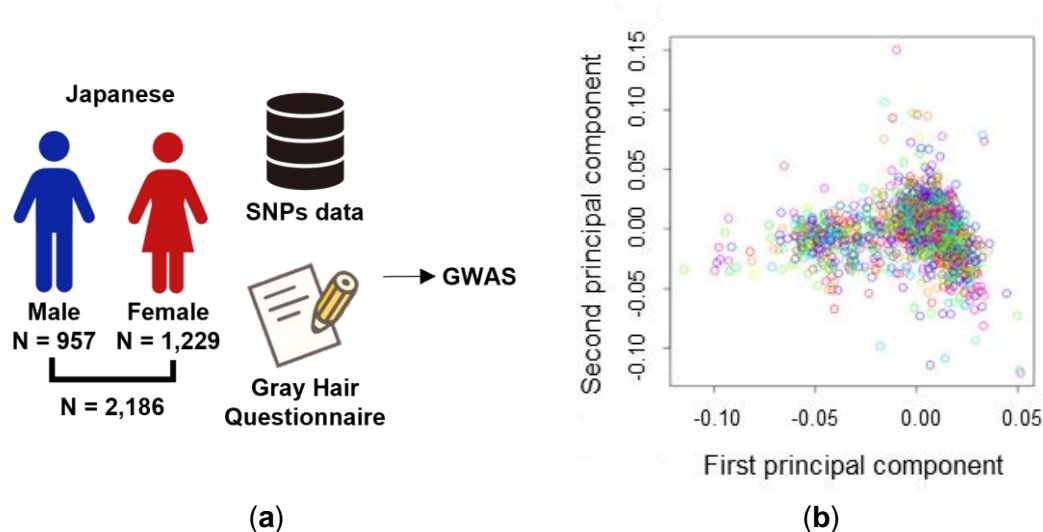 Japanese
Male
N = 957
Female
N = 1,229
N = 2,186
SNPs data
Gray Hair
Questionnaire
GWAS
(a)
Second principal component
0.15
0.10
0.05
0.00
-0.05
-0.10
-0.10
-0.05
0.00
0.05
First principal component
(b)